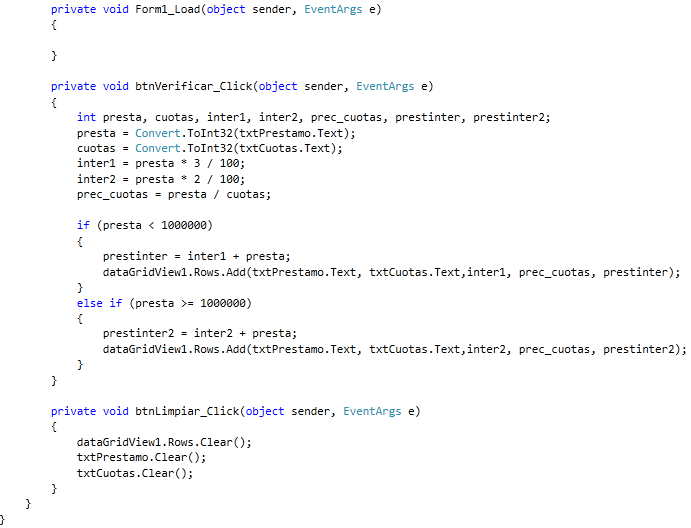 private void Form1_Load(object sender, EventArgs e)
{
}
private void btnVerificar_Click(object sender, EventArgs e)
{
int presta, cuotas, inter1, inter2, prec_cuotas, prestinter, prestinter2;
presta = Convert.ToInt32(txtPrestamo.Text);
cuotas = Convert.ToInt32(txtCuotas.Text);
inter1 = presta * 3 / 100;
inter2 = presta * 2 / 100;
prec_cuotas = presta / cuotas;
if (presta < 1000000)
{
prestinter = inter1 + presta;
dataGridView1.Rows.Add(txtPrestamo.Text, txtCuotas.Text,inter1, prec_cuotas, prestinter);
}
else if (presta >= 1000000)
{
prestinter2 = inter2 + presta;
dataGridView1.Rows.Add(txtPrestamo.Text, txtCuotas.Text,inter2, prec_cuotas, prestinter2);
}
}
private void btnLimpiar_Click(object sender, EventArgs e)
{
dataGridView1.Rows.Clear();
txtPrestamo.Clear();
txtCuotas.Clear();
}
}
}